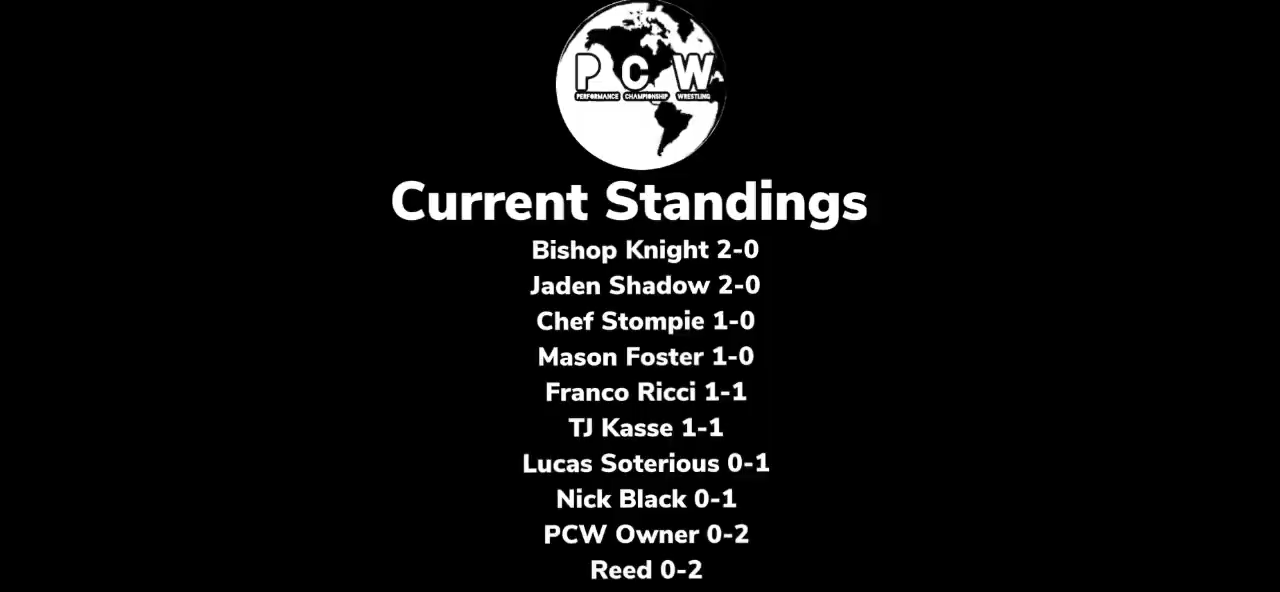 P C W
PERFORMANCE CHAMPIONSHIP WRESTLING
Current Standings
Bishop Knight 2-0
Jaden Shadow 2-0
Chef Stompie 1-0
Mason Foster 1-0
Franco Ricci 1-1
TJ Kasse 1-1
Lucas Soterious 0-1
Nick Black 0-1
PCW Owner 0-2
Reed 0-2